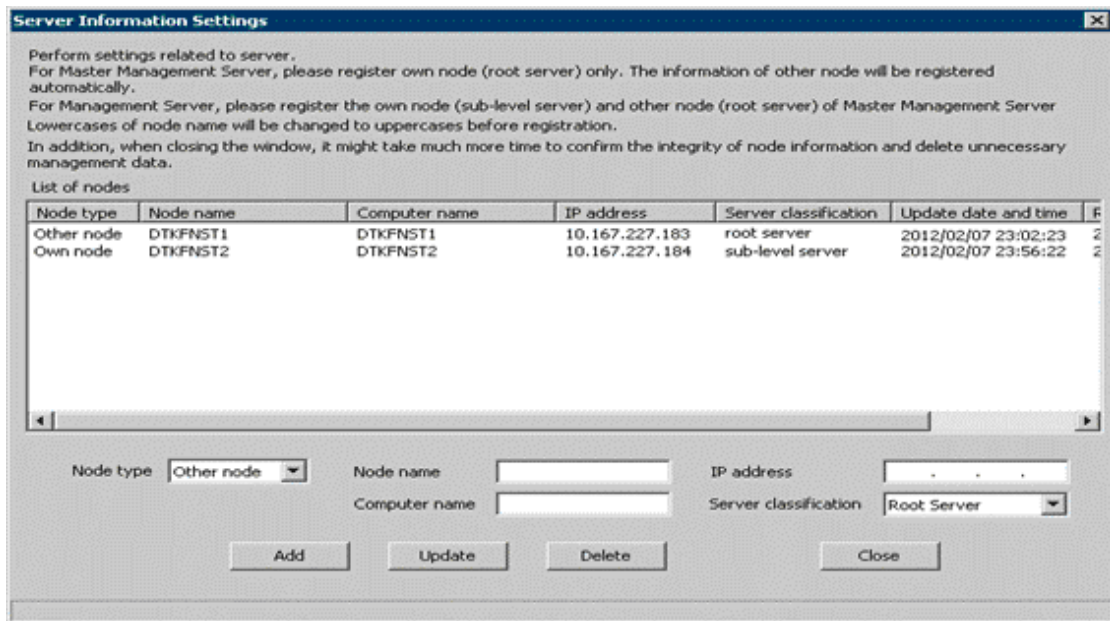 Server Information Settings
Perform settings related to server.
For Master Management Server, please register own node (root server) only. The information of other node will be registered
automatically.
For Management Server, please register the own node (sub-level server) and other node (root server) of Master Management Server
Lowercases of node name will be changed to uppercases before registration.
In addition, when closing the window, it might take much more time to confirm the integrity of node information and delete unnecessary
management data.
List of nodes
Node type Node name Computer name IP address Server classification Update date and time
Other node DTKFNST1 DTKFNST1 10.167.227.183 root server 2012/02/07 23:02:23 2
Own node DTKFNST2 DTKFNST2 10.167.227.184 sub-level server 2012/02/07 23:56:22 2
Node type Other node Node name IP address . . .
Computer name Server classification Root Server
Add Update Delete Close